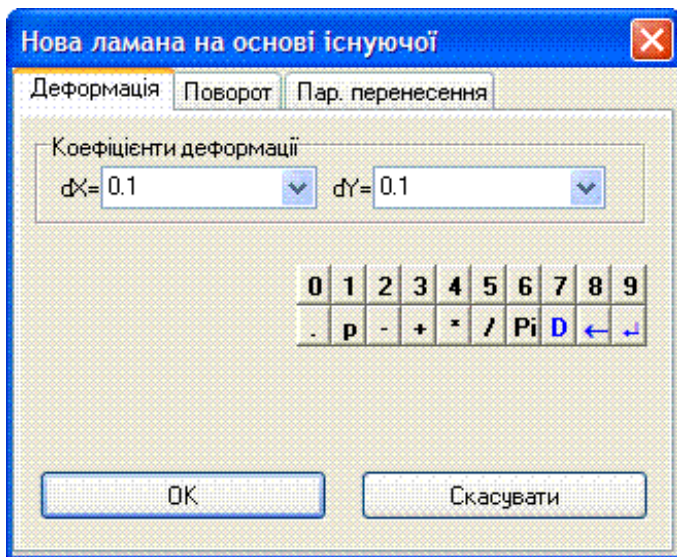 Нова ламана на основі існуючої
Деформація Поворот Пар. перенесення
Коефіцієнти деформації
dX= 0.1 dY= 0.1
0 1 2 3 4 5 6 7 8 9
. p - + * / Pi D ← ↵
OK Скасувати